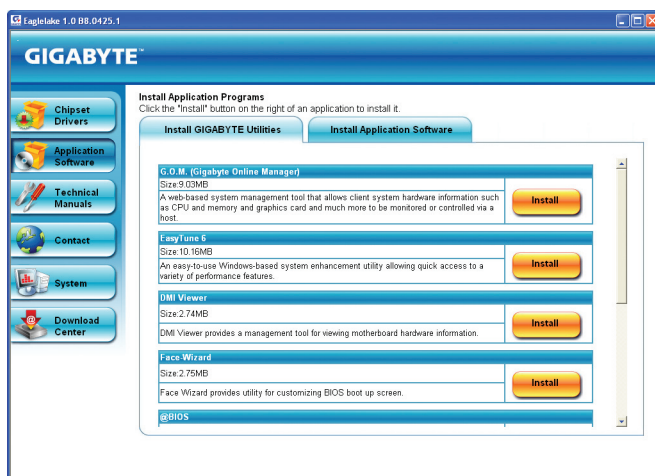 Eaglelake 1.0 B8.0425.1
GIGABYTE™
Chipset
Drivers
Application
Software
Technical
Manuals
Contact
System
Download
Center
Install Application Programs
Click the "Install" button on the right of an application to install it.
Install GIGABYTE Utilities
Install Application Software
G.O.M. (Gigabyte Online Manager)
Size:9.03MB
A web-based system management tool that allows client system hardware information such
as CPU and memory and graphics card and much more to be monitored or controlled via a
host.
Install
EasyTune 6
Size:10.16MB
An easy-to-use Windows-based system enhancement utility allowing quick access to a
variety of performance features.
Install
DMI Viewer
Size:2.74MB
DMI Viewer provides a management tool for viewing motherboard hardware information.
Install
Face-Wizard
Size:2.75MB
Face Wizard provides utility for customizing BIOS boot up screen.
Install
@BIOS